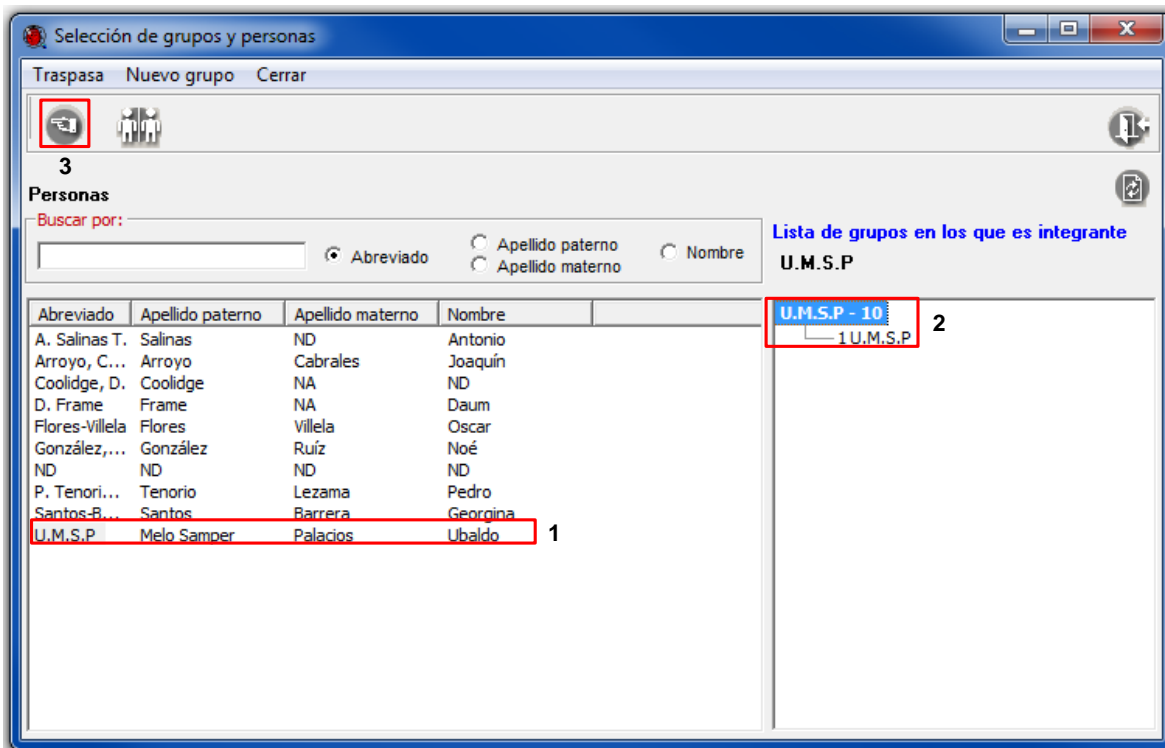 Selección de grupos y personas
Traspasa Nuevo grupo Cerrar
3
Personas
Buscar por:
Abreviado
Apellido paterno
Apellido materno
Nombre
Lista de grupos en los que es integrante
U.M.S.P
Abreviado Apellido paterno Apellido materno Nombre
A. Salinas T. Salinas ND Antonio
Arroyo, C... Arroyo Cabrales Joaquín
Coolidge, D. Coolidge NA ND
D. Frame Frame NA Daum
Flores-Villela Flores Villela Oscar
González,... González Ruíz Noé
ND ND ND ND
P. Tenori... Tenorio Lezama Pedro
Santos-B... Santos Barrera Georgina
U.M.S.P Melo Samper Palacios Ubaldo
1
U.M.S.P - 10
1 U.M.S.P
2